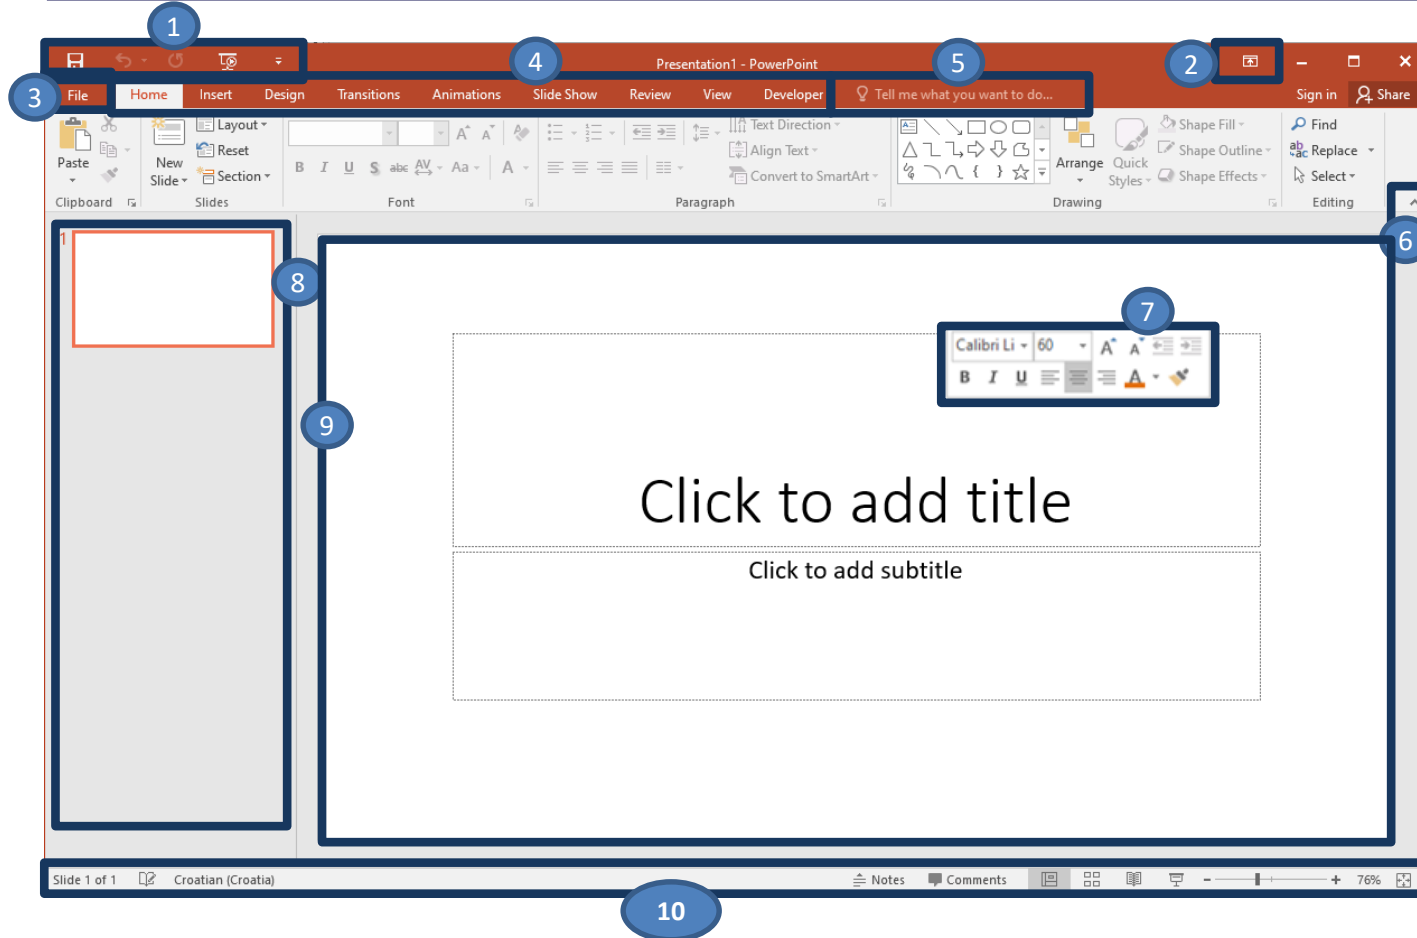 1
4
5
2
Presentation1 - PowerPoint
3
File Home Insert Design Transitions Animations Slide Show Review View Developer Tell me what you want to do... Sign in Share
Paste
New
Slide
Layout
Reset
Section
B I U S abc AV Aa A
A A
Text Direction
Align Text
Convert to SmartArt
Arrange
Quick
Styles
Shape Fill
Shape Outline
Shape Effects
Find
Replace
Select
Clipboard Slides Font Paragraph Drawing Editing
6
1
8
7
Calibri Li 60 A A
B I U A
9
Click to add title
Click to add subtitle
Slide 1 of 1 Croatian (Croatia) Notes Comments - + 76%
10